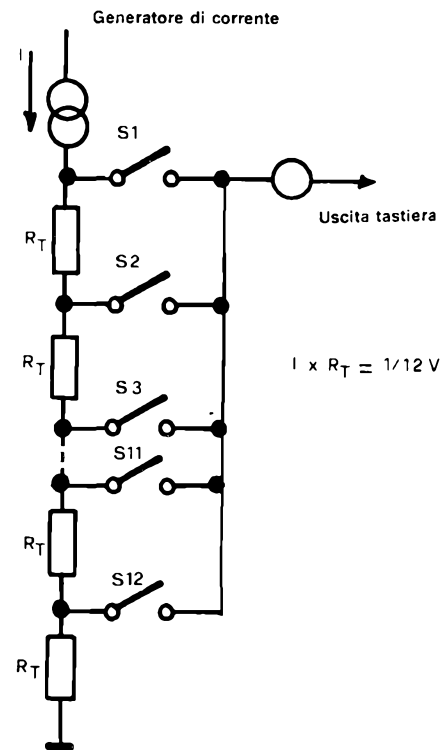 Generatore di corrente
I
S1
Uscita tastiera
R_T
S2
R_T
I x R_T = 1/12 V
S3
S11
R_T
S12
R_T